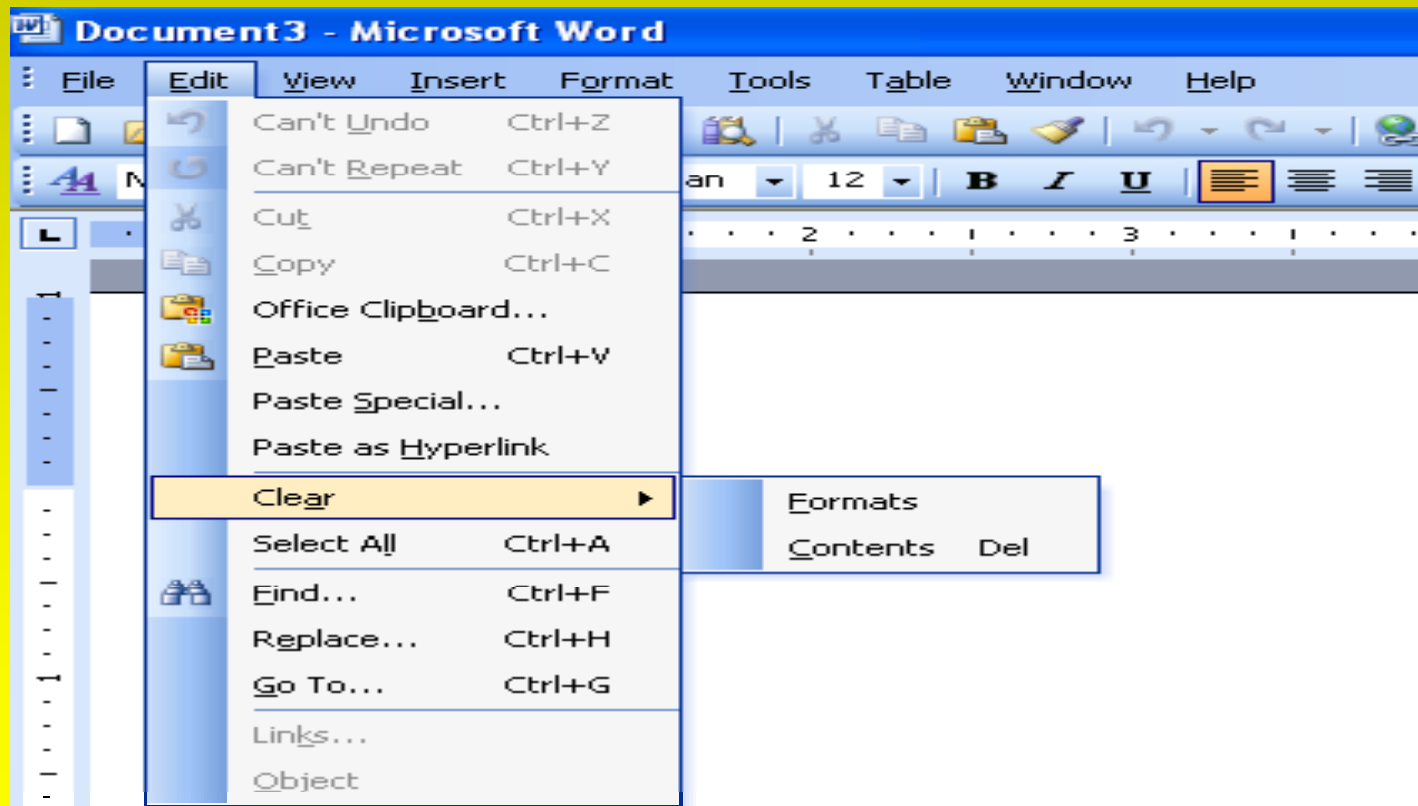 Document3 - Microsoft Word
File Edit View Insert Format Tools Table Window Help
Can't Undo Ctrl+Z
Can't Repeat Ctrl+Y
an 12 B I U
Cut Ctrl+X
L 2 3
Copy Ctrl+C
Office Clipboard...
Paste Ctrl+V
Paste Special...
Paste as Hyperlink
Clear
Formats
Select All Ctrl+A
Contents Del
Find... Ctrl+F
Replace... Ctrl+H
Go To... Ctrl+G
1
Links...
Object